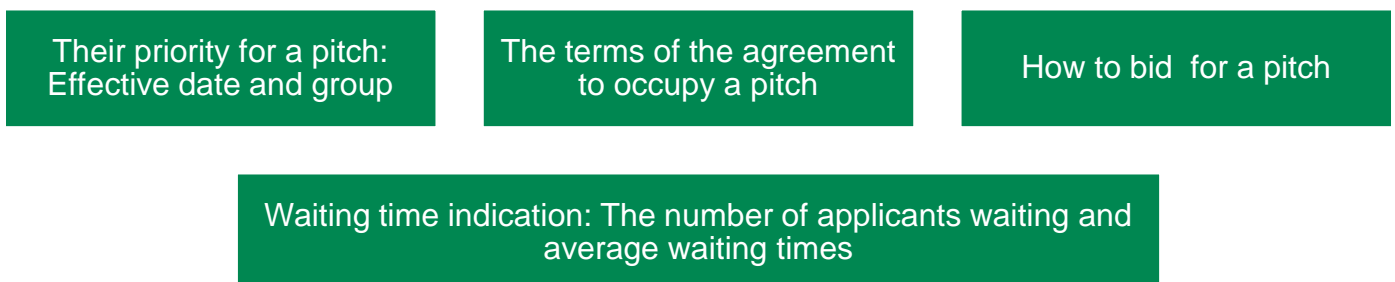 Their priority for a pitch:
Effective date and group
The terms of the agreement
to occupy a pitch
How to bid  for a pitch
Waiting time indication: The number of applicants waiting and
average waiting times